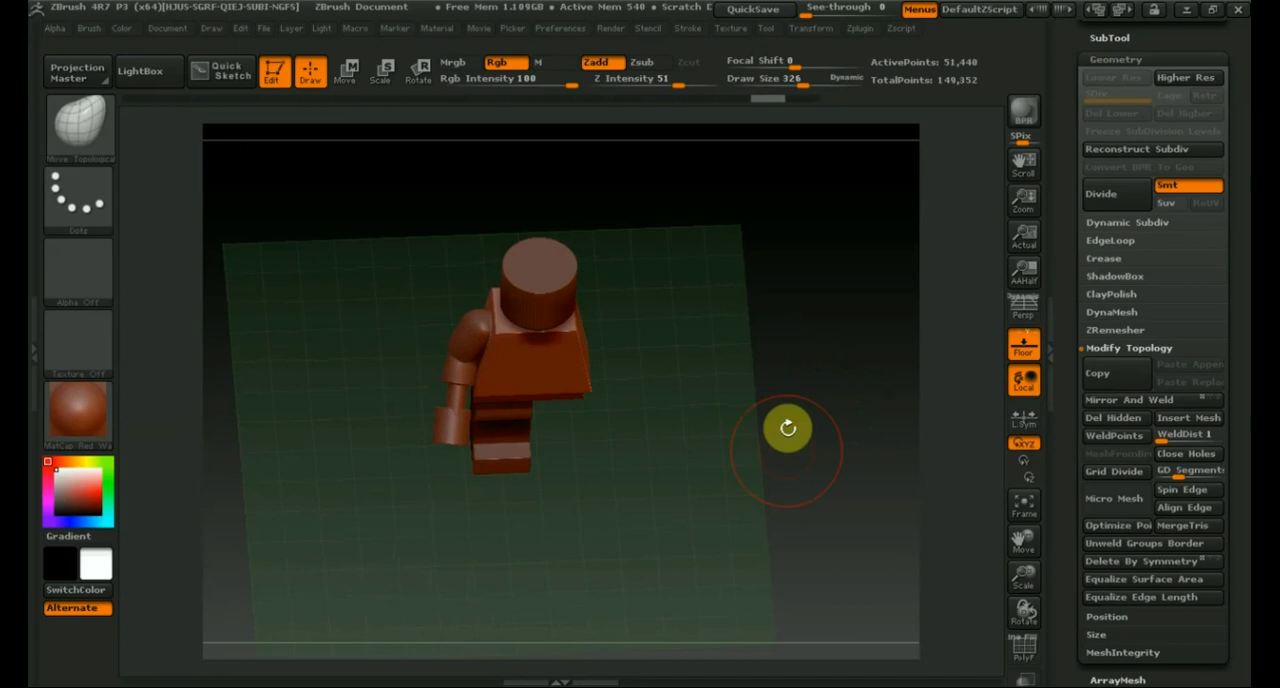 ZBrush 4R7 P3 (x64)[HJUS-SGRF-QIEJ-SUBI-NGFS] ZBrush Document • Free Mem 1.109GB • Active Mem 540 • Scratch D QuickSave See-through 0 Menus DefaultZScript
Alpha Brush Color Document Draw Edit File Layer Light Macro Marker Material Movie Picker Preferences Render Stencil Stroke Texture Tool Transform Zplugin Zscript
Projection Master
LightBox
Quick Sketch
Edit
Draw
Move
Scale
Rotate
Mrgb Rgb M
Rgb Intensity 100
Zadd Zsub Zcut
Z Intensity 51
Focal Shift 0
Draw Size 326 Dynamic
ActivePoints: 51,440
TotalPoints: 149,352
Move Topological
Dots
Alpha Off
Texture Off
MatCap Red Wa
Gradient
SwitchColor
Alternate
BPR
SPix
Scroll
Zoom
Actual
AAHalf
Dynamic
Persp
Floor
Local
L.Sym
XYZ
Frame
Move
Scale
Rotate
PolyF
SubTool
Geometry
Lower Res Higher Res
SDiv Cage Rstr
Del Lower Del Higher
Freeze SubDivision Levels
Reconstruct Subdiv
Convert BPR To Geo
Divide Smt
Suv ReUV
Dynamic Subdiv
EdgeLoop
Crease
ShadowBox
ClayPolish
DynaMesh
ZRemesher
Modify Topology
Copy Paste Appen
Paste Replac
Mirror And Weld
Del Hidden Insert Mesh
WeldPoints WeldDist 1
MeshFromBr Close Holes
Grid Divide GD Segments
Micro Mesh Spin Edge
Align Edge
Optimize Poi MergeTris
Unweld Groups Border
Delete By Symmetry
Equalize Surface Area
Equalize Edge Length
Position
Size
MeshIntegrity
ArrayMesh